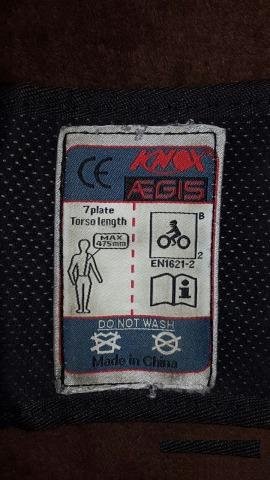 CE KNOX
ÆGIS
7plate
Torso length
MAX
475mm
B
2
EN1621-2
i
DO NOT WASH
Made in China